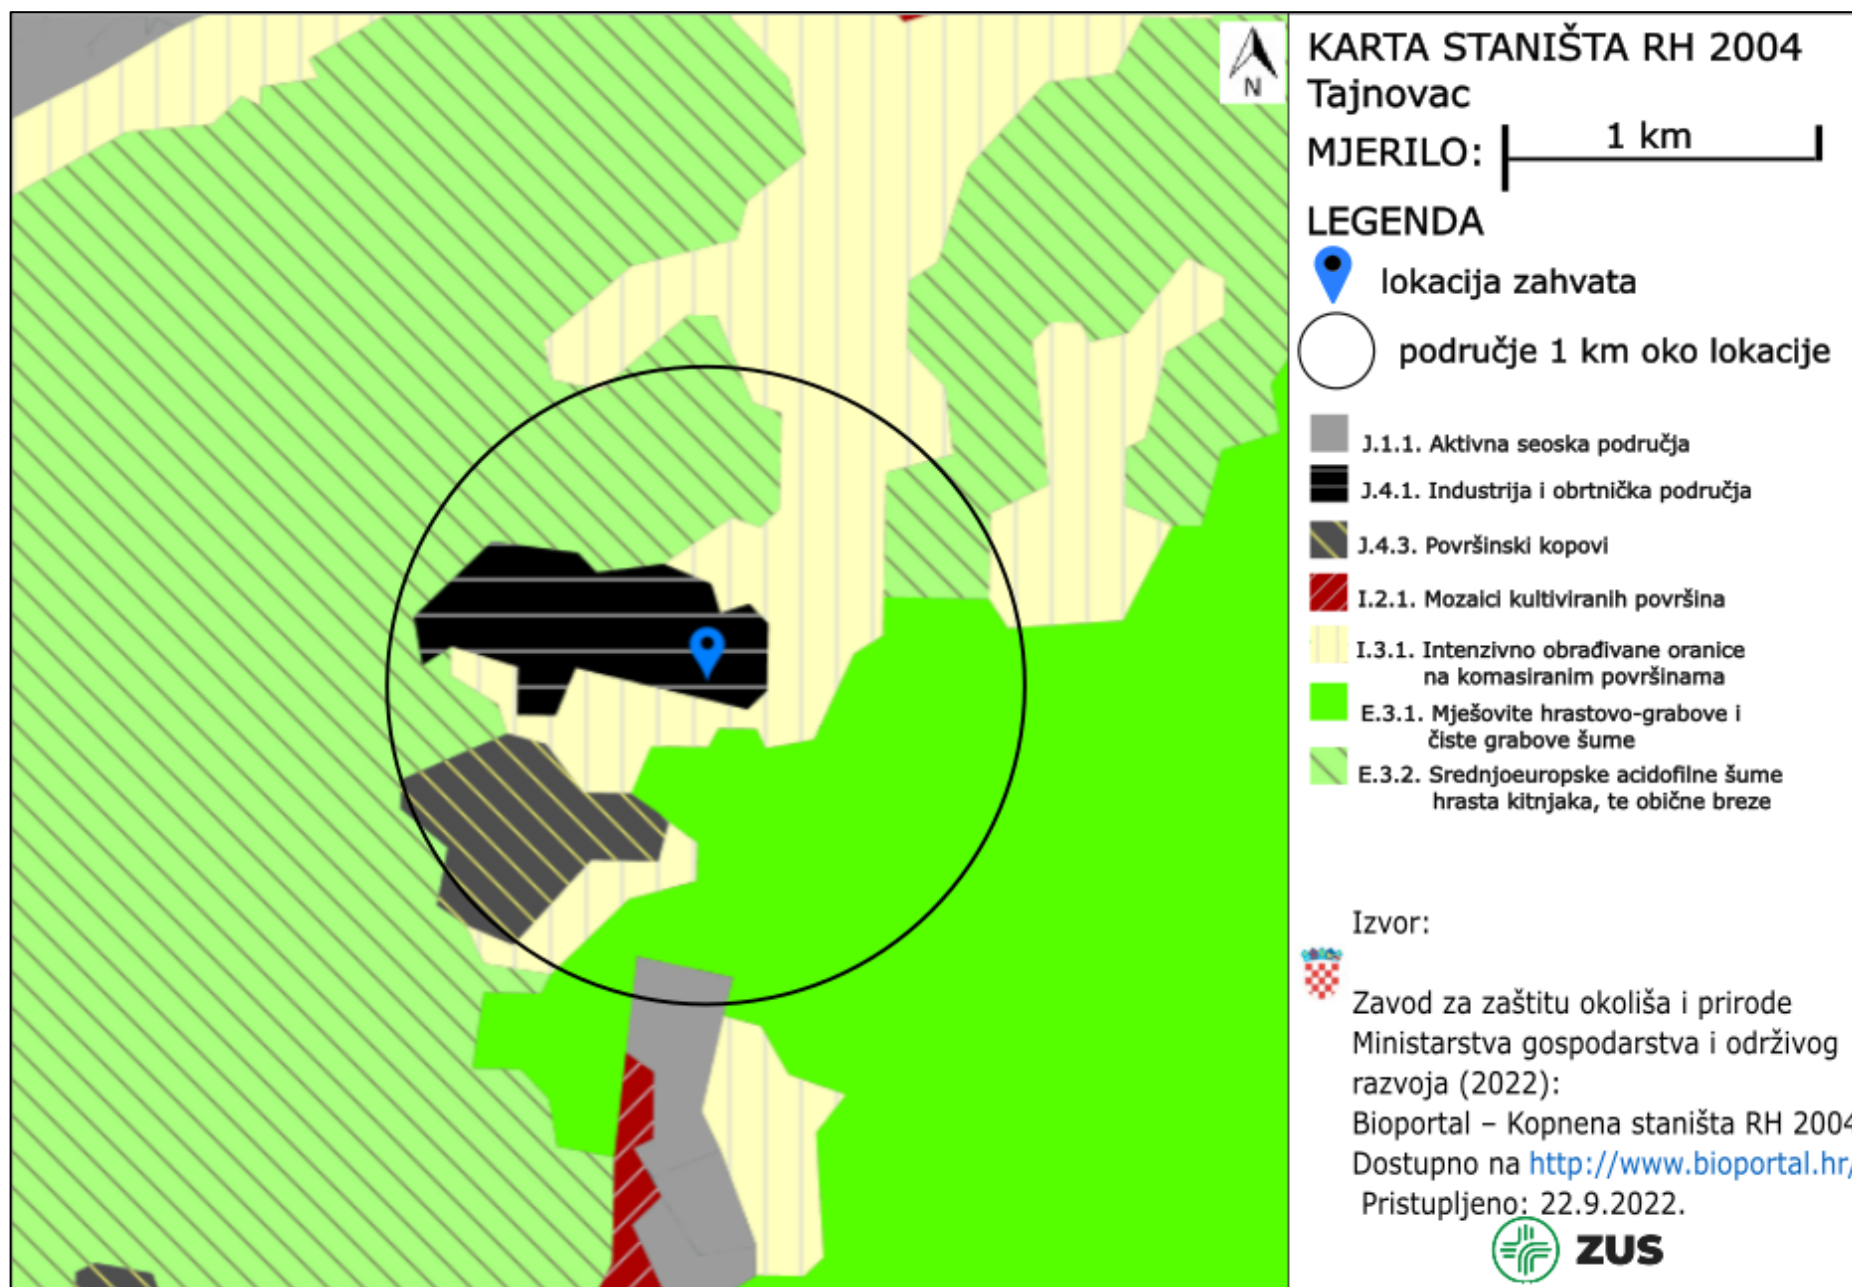 N
KARTA STANIŠTA RH 2004
Tajnovac
MJERILO:
1 km
LEGENDA
lokacija zahvata
područje 1 km oko lokacije
J.1.1. Aktivna seoska područja
J.4.1. Industrija i obrtnička područja
J.4.3. Površinski kopovi
I.2.1. Mozaici kultiviranih površina
I.3.1. Intenzivno obrađivane oranice
na komasiranim površinama
E.3.1. Mješovite hrastovo-grabove i
čiste grabove šume
E.3.2. Srednjoeuropske acidofilne šume
hrasta kitnjaka, te obične breze
Izvor:
Zavod za zaštitu okoliša i prirode
Ministarstva gospodarstva i održivog
razvoja (2022):
Bioportal – Kopnena staništa RH 2004
Dostupno na http://www.bioportal.hr/
Pristupljeno: 22.9.2022.
ZUS